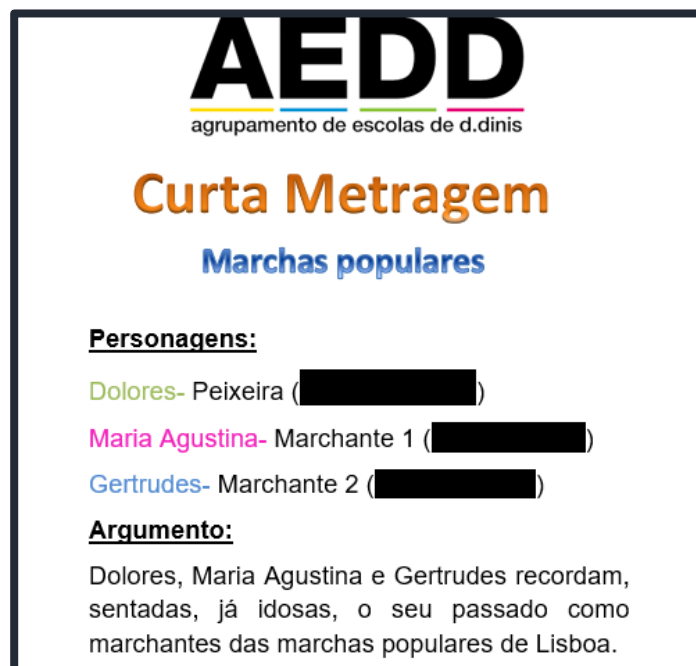 AEDD
agrupamento de escolas de d.dinis
Curta Metragem
Marchas populares
Personagens:
Dolores- Peixeira ( )
Maria Agustina- Marchante 1 ( )
Gertrudes- Marchante 2 ( )
Argumento:
Dolores, Maria Agustina e Gertrudes recordam,
sentadas, já idosas, o seu passado como
marchantes das marchas populares de Lisboa.